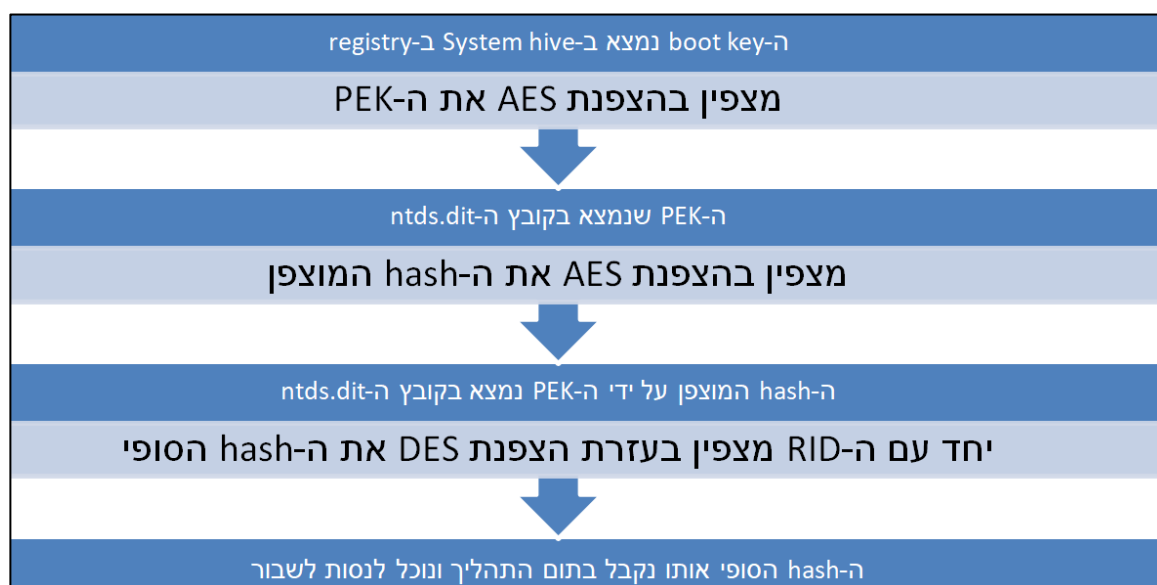 ה-boot key נמצא ב-System hive ב-registry
מצפין בהצפנת AES את ה-PEK
ה-PEK שנמצא בקובץ ה-ntds.dit
מצפין בהצפנת AES את ה-hash המוצפן
ה-hash המוצפן על ידי ה-PEK נמצא בקובץ ה-ntds.dit
יחד עם ה-RID מצפין בעזרת הצפנת DES את ה-hash הסופי
ה-hash הסופי אותו נקבל בתום התהליך ונוכל לנסות לשבור